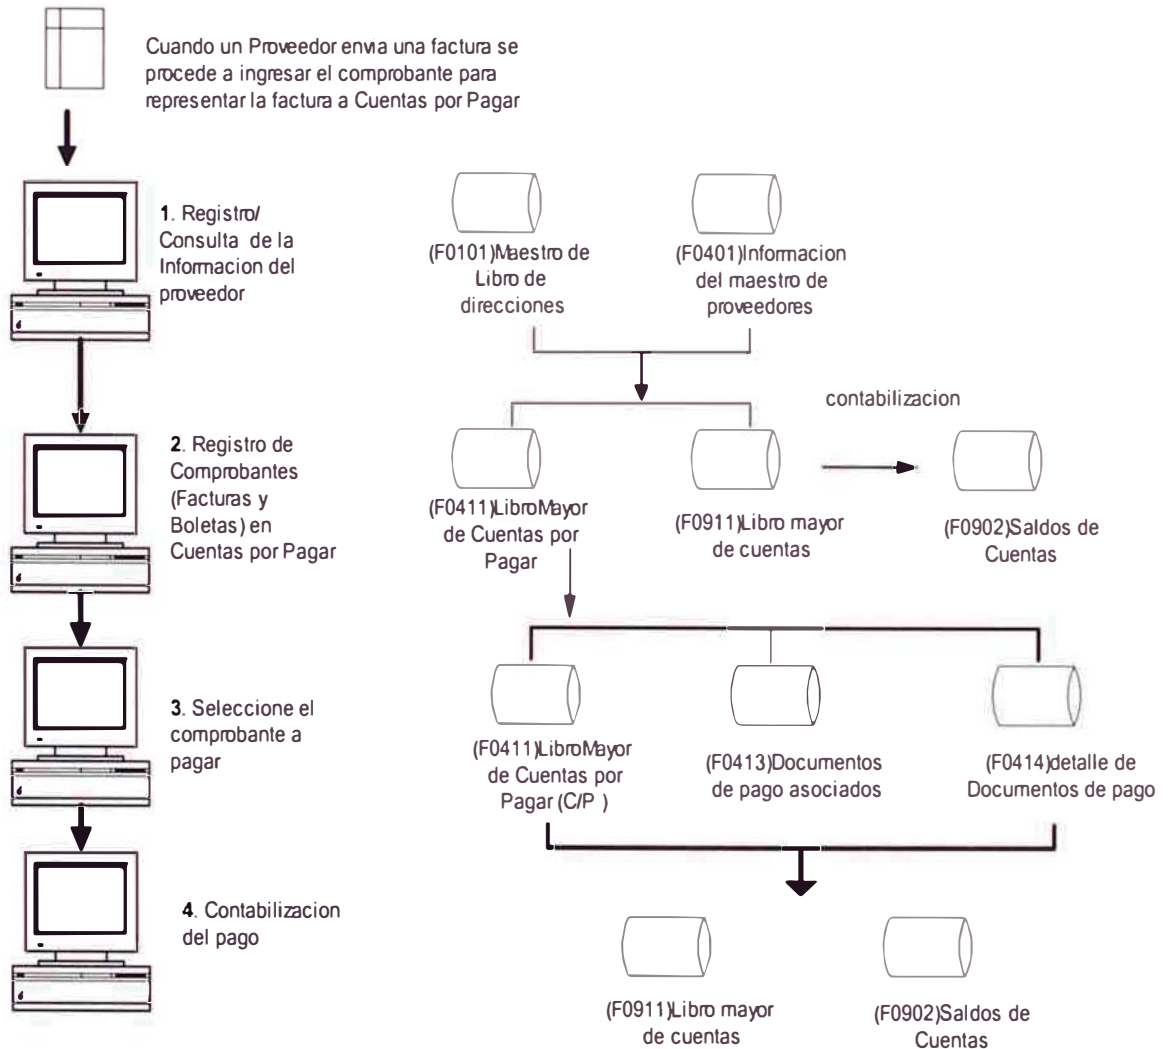 Cuando un Proveedor envia una factura se
procede a ingresar el comprobante para
representar la factura a Cuentas por Pagar
1. Registro/
Consulta de la
Informacion del
proveedor
(F0101)Maestro de
Libro de
direcciones
(F0401)Informacion
del maestro de
proveedores
contabilizacion
2. Registro de
Comprobantes
(Facturas y
Boletas) en
Cuentas por Pagar
(F0411)LibroMayor
de Cuentas por
Pagar
(F0911)Libro mayor
de cuentas
(F0902)Saldos de
Cuentas
3. Seleccione el
comprobante a
pagar
(F0411)LibroMayor
de Cuentas por
Pagar (C/P )
(F0413)Documentos
de pago asociados
(F0414)detalle de
Documentos de pago
4. Contabilizacion
del pago
(F0911)Libro mayor
de cuentas
(F0902)Saldos de
Cuentas